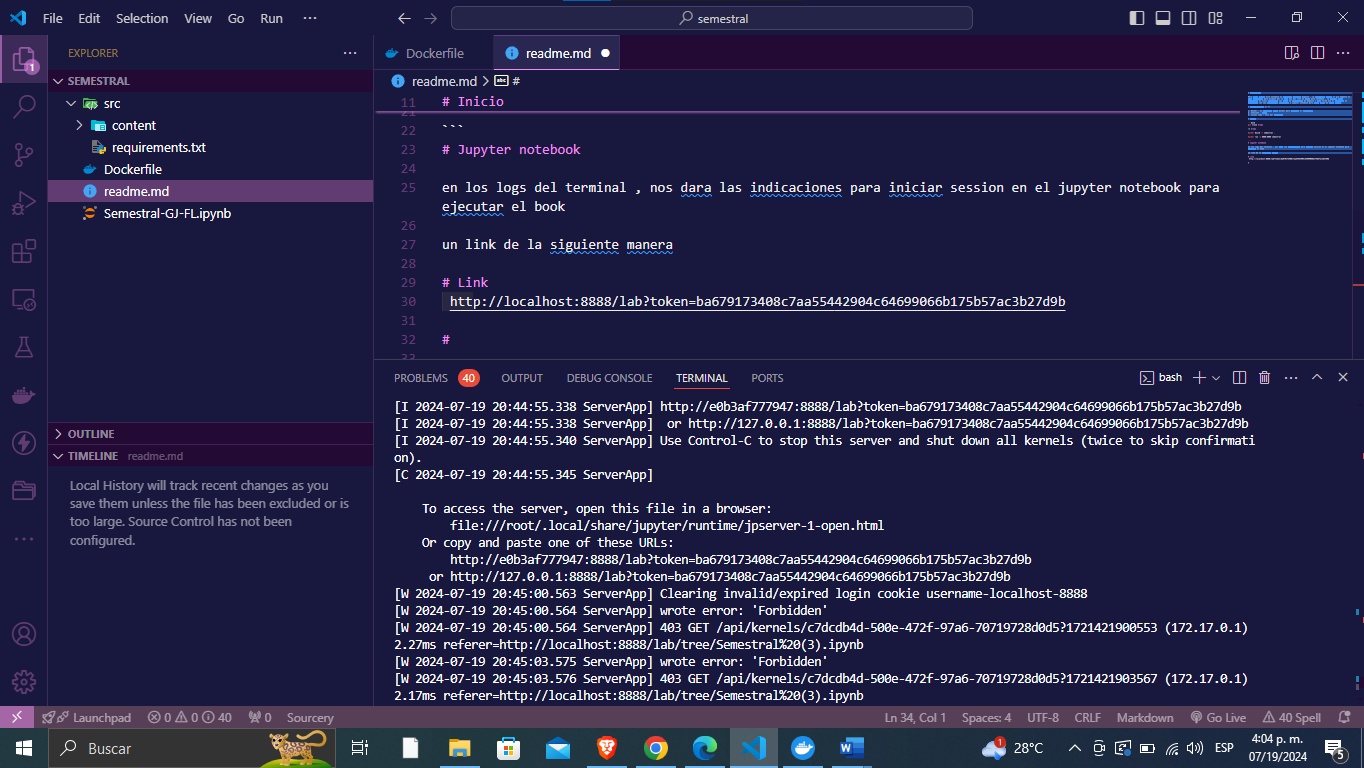 File Edit Selection View Go Run ···
semestral
EXPLORER
SEMESTRAL
src
content
requirements.txt
Dockerfile
readme.md
Semestral-GJ-FL.ipynb
OUTLINE
TIMELINE readme.md
Local History will track recent changes as you
save them unless the file has been excluded or is
too large. Source Control has not been
configured.
1
Dockerfile
readme.md
readme.md > #
11 # Inicio
21
22 ```
23 # Jupyter notebook
24
25 en los logs del terminal , nos dara las indicaciones para iniciar session en el jupyter notebook para
ejecutar el book
26
27 un link de la siguiente manera
28
29 # Link
30 http://localhost:8888/lab?token=ba679173408c7aa55442904c64699066b175b57ac3b27d9b
31
32 #
33
PROBLEMS 40 OUTPUT DEBUG CONSOLE TERMINAL PORTS
bash
[I 2024-07-19 20:44:55.338 ServerApp] http://e0b3af777947:8888/lab?token=ba679173408c7aa55442904c64699066b175b57ac3b27d9b
[I 2024-07-19 20:44:55.338 ServerApp]  or http://127.0.0.1:8888/lab?token=ba679173408c7aa55442904c64699066b175b57ac3b27d9b
[I 2024-07-19 20:44:55.340 ServerApp] Use Control-C to stop this server and shut down all kernels (twice to skip confirmati
on).
[C 2024-07-19 20:44:55.345 ServerApp]
To access the server, open this file in a browser:
file:///root/.local/share/jupyter/runtime/jpserver-1-open.html
Or copy and paste one of these URLs:
http://e0b3af777947:8888/lab?token=ba679173408c7aa55442904c64699066b175b57ac3b27d9b
or http://127.0.0.1:8888/lab?token=ba679173408c7aa55442904c64699066b175b57ac3b27d9b
[W 2024-07-19 20:45:00.563 ServerApp] Clearing invalid/expired login cookie username-localhost-8888
[W 2024-07-19 20:45:00.564 ServerApp] wrote error: 'Forbidden'
[W 2024-07-19 20:45:00.564 ServerApp] 403 GET /api/kernels/c7dcdb4d-500e-472f-97a6-70719728d0d5?1721421900553 (172.17.0.1)
2.27ms referer=http://localhost:8888/lab/tree/Semestral%20(3).ipynb
[W 2024-07-19 20:45:03.575 ServerApp] wrote error: 'Forbidden'
[W 2024-07-19 20:45:03.576 ServerApp] 403 GET /api/kernels/c7dcdb4d-500e-472f-97a6-70719728d0d5?1721421903567 (172.17.0.1)
2.17ms referer=http://localhost:8888/lab/tree/Semestral%20(3).ipynb
Launchpad 0 0 40 0 Sourcery
Ln 34, Col 1 Spaces: 4 UTF-8 CRLF Markdown Go Live 40 Spell
Buscar
1 28°C ESP 4:04 p. m.
07/19/2024
5